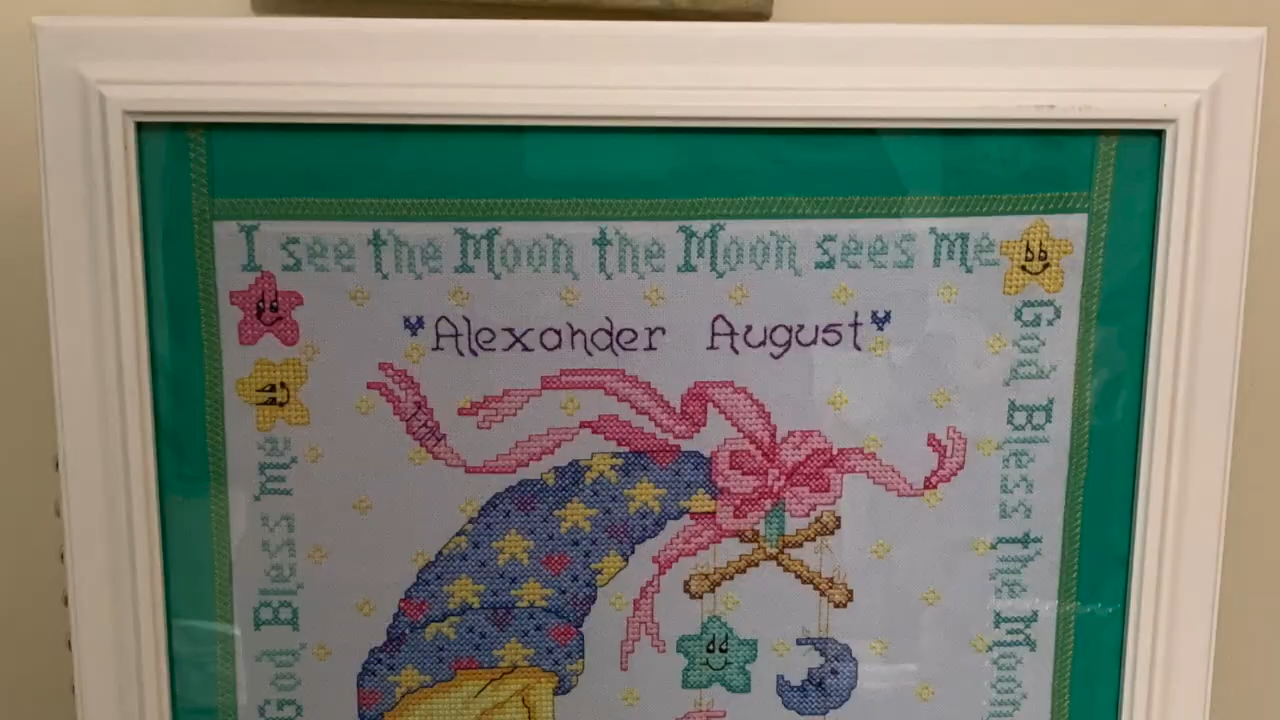 I see the Moon the Moon sees me
Alexander August
God Bless the Moon
God Bless me